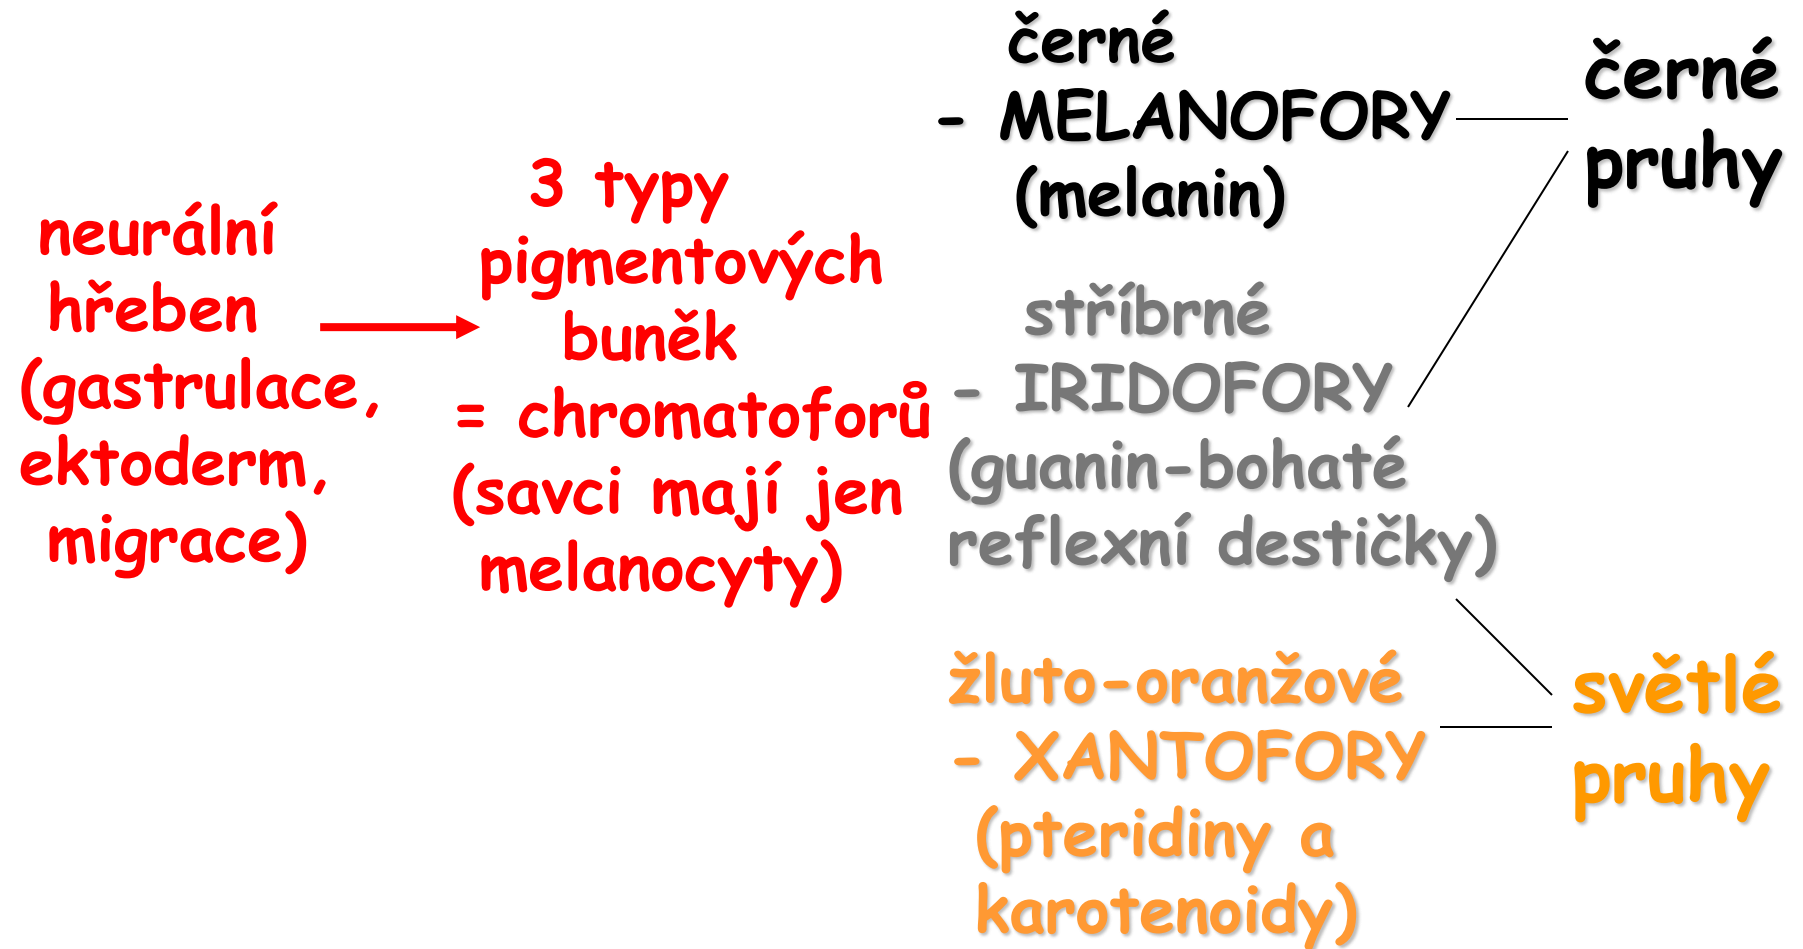 neurální
hřeben
(gastrulace,
ektoderm,
migrace)
3 typy
pigmentových
buněk
= chromatoforů
(savci mají jen
melanocyty)
černé
- MELANOFORY
(melanin)
stříbrné
- IRIDOFORY
(guanin-bohaté
reflexní destičky)
žluto-oranžové
- XANTOFORY
(pteridiny a
karotenoidy)
černé
pruhy
světlé
pruhy